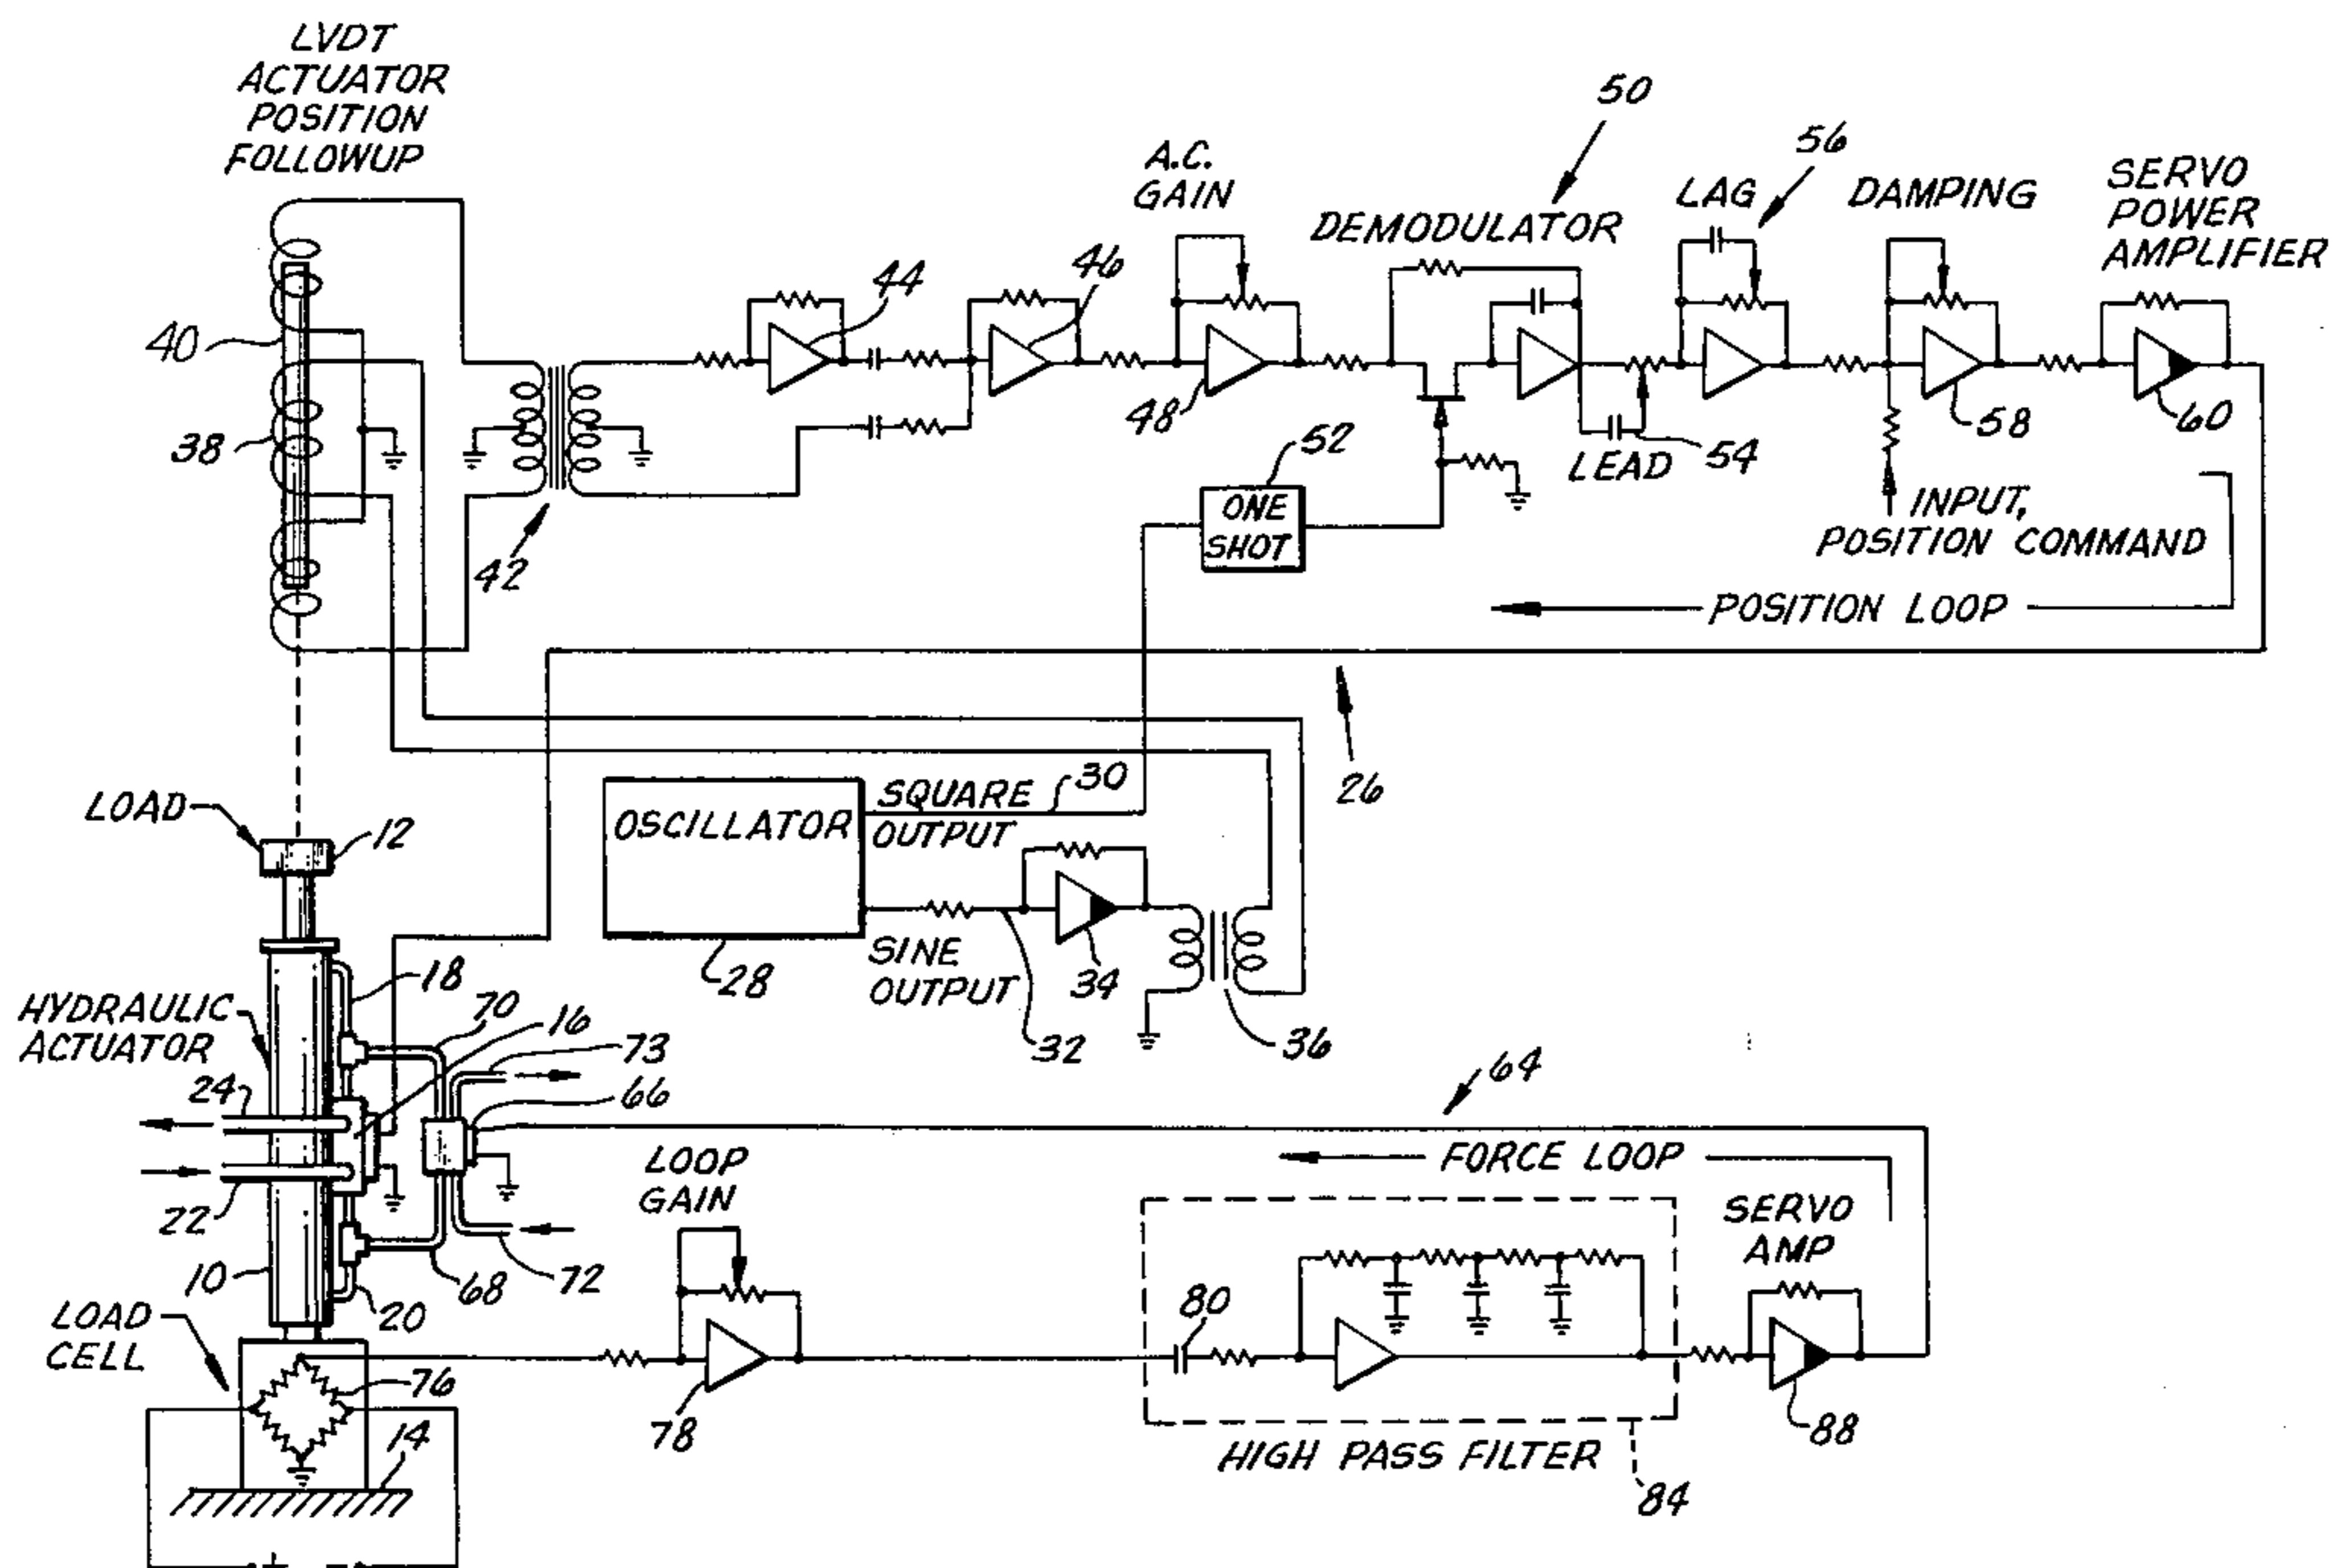 LVDT
ACTUATOR
POSITION
FOLLOWUP
40
38
42
44
46
A.C.
GAIN
48
50
DEMODULATOR
52
ONE
SHOT
LEAD
54
LAG
56
DAMPING
58
SERVO
POWER
AMPLIFIER
60
INPUT,
POSITION COMMAND
POSITION LOOP
26
LOAD
12
OSCILLATOR
SQUARE
OUTPUT
30
28
SINE
OUTPUT
32
34
36
HYDRAULIC
ACTUATOR
18
70
16
73
66
24
22
10
20
68
72
64
FORCE LOOP
LOOP
GAIN
78
LOAD
CELL
76
14
80
HIGH PASS FILTER
84
SERVO
AMP
88